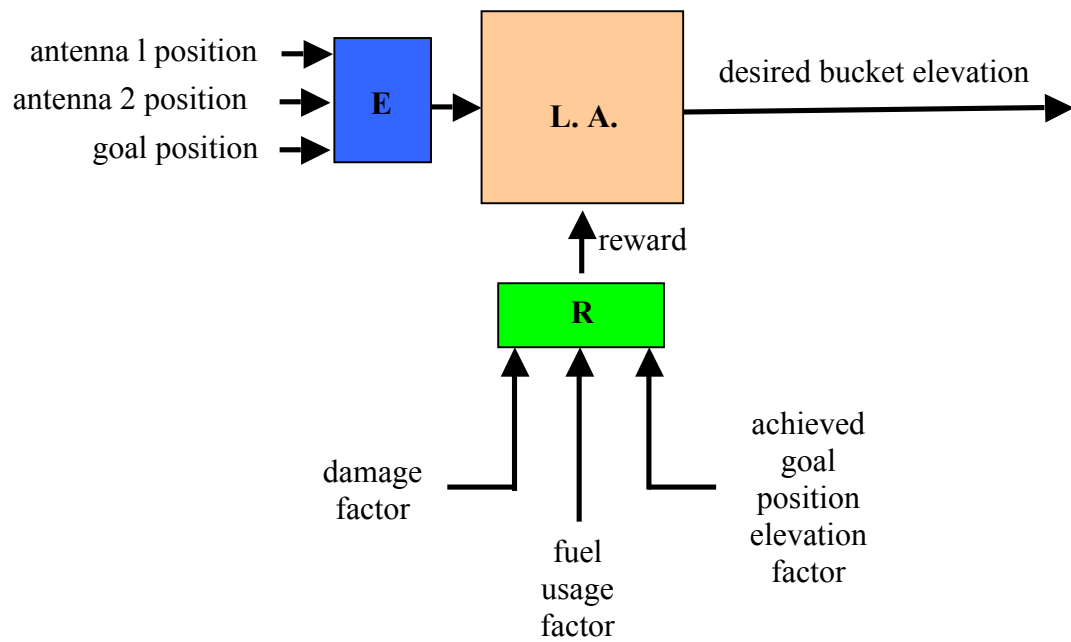 antenna 1 position
antenna 2 position
goal position
E
L. A.
desired bucket elevation
reward
R
damage
factor
fuel
usage
factor
achieved
goal
position
elevation
factor